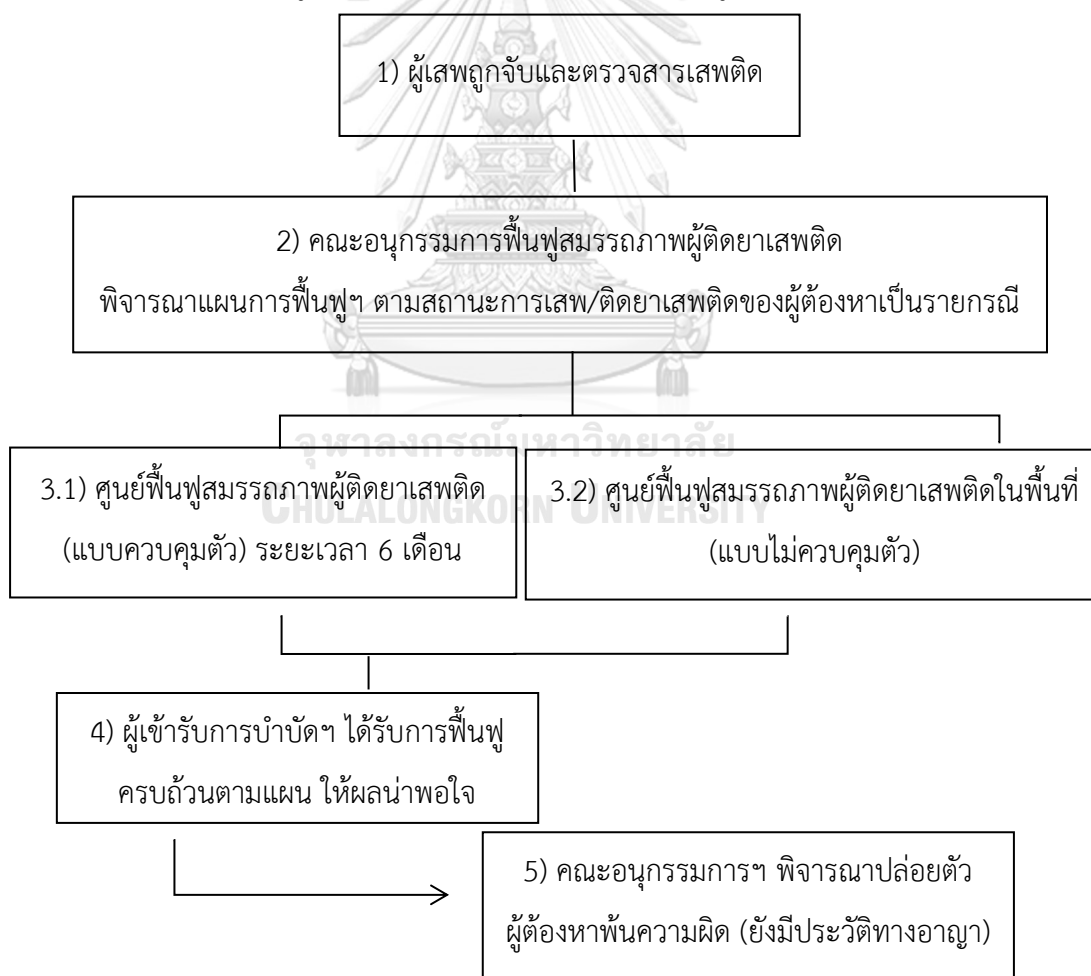 1) ผู้เสพถูกจับและตรวจสารเสพติด
2) คณะอนุกรรมการฟื้นฟูสมรรถภาพผู้ติดยาเสพติด
พิจารณาแผนการฟื้นฟูฯ ตามสถานะการเสพ/ติดยาเสพติดของผู้ต้องหาเป็นรายกรณี
จุฬาลงกรณ์มหาวิทยาลัย
CHULALONGKORN UNIVERSITY
3.1) ศูนย์ฟื้นฟูสมรรถภาพผู้ติดยาเสพติด
(แบบควบคุมตัว) ระยะเวลา 6 เดือน
3.2) ศูนย์ฟื้นฟูสมรรถภาพผู้ติดยาเสพติดในพื้นที่
(แบบไม่ควบคุมตัว)
4) ผู้เข้ารับการบำบัดฯ ได้รับการฟื้นฟู
ครบถ้วนตามแผน ให้ผลน่าพอใจ
5) คณะอนุกรรมการฯ พิจารณาปล่อยตัว
ผู้ต้องหาพ้นความผิด (ยังมีประวัติทางอาญา)